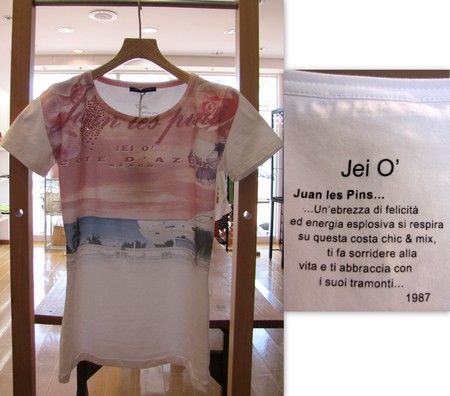 Juan les pins
JEI O'
COTE D'AZUR
Jei O'
Juan les Pins...
...Un'ebrezza di felicità
ed energia esplosiva si respira
su questa costa chic & mix,
ti fa sorridere alla
vita e ti abbraccia con
i suoi tramonti...
1987